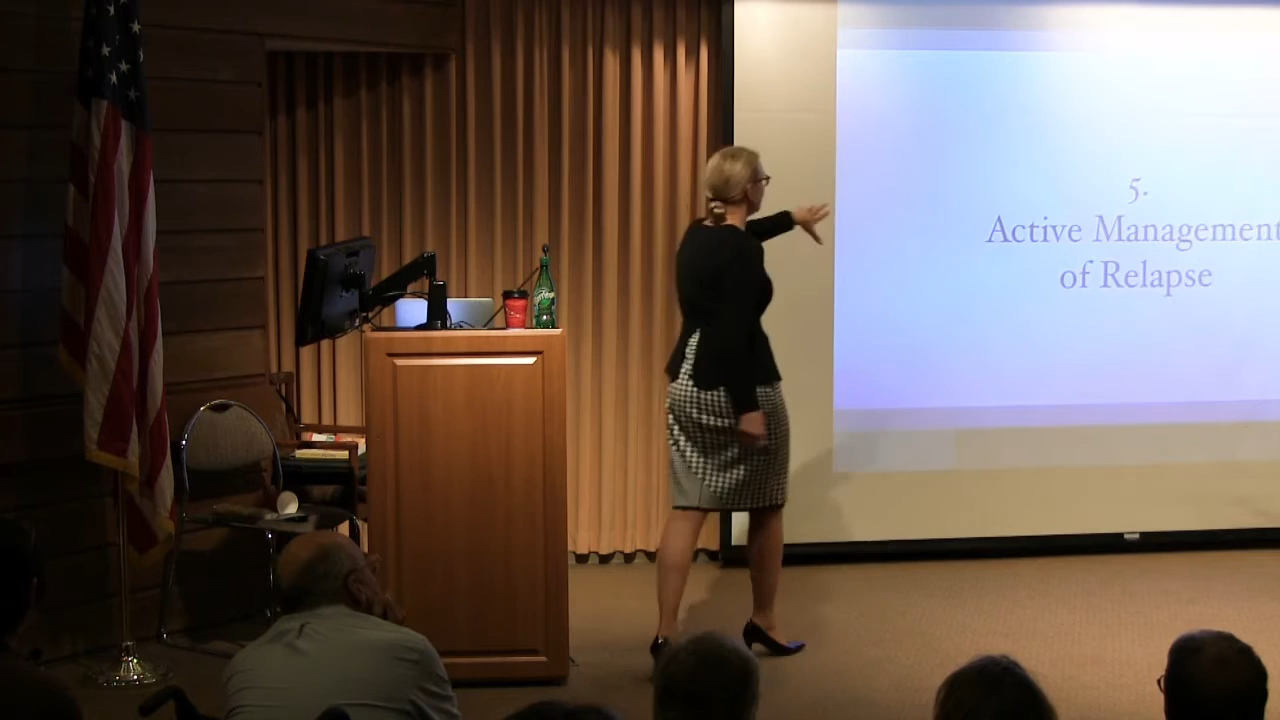 5.
Active Management
of Relapse